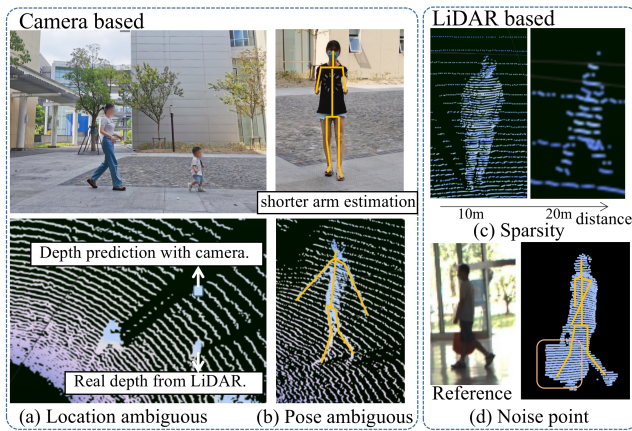 Camera based
shorter arm estimation
Depth prediction with camera.
Real depth from LiDAR.
(a) Location ambiguous
(b) Pose ambiguous
LiDAR based
10m
20m
distance
(c) Sparsity
Reference
(d) Noise point